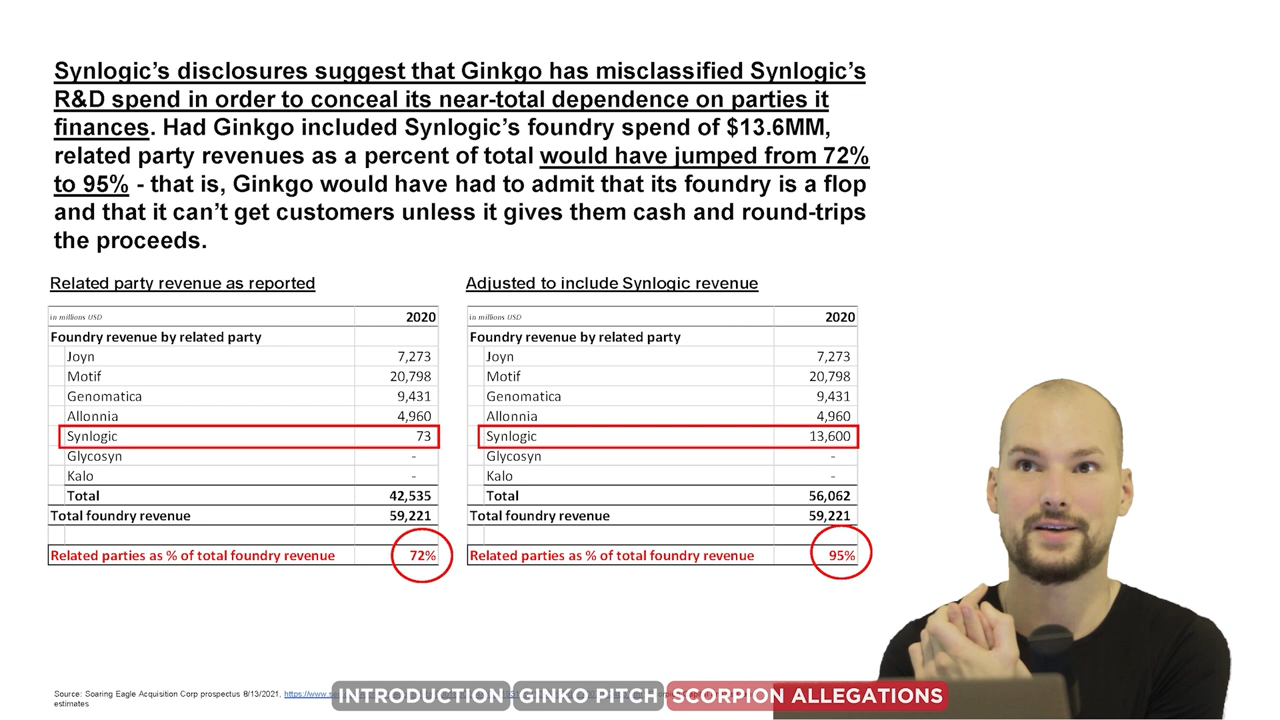 Synlogic’s disclosures suggest that Ginkgo has misclassified Synlogic’s
R&D spend in order to conceal its near-total dependence on parties it
finances. Had Ginkgo included Synlogic’s foundry spend of $13.6MM,
related party revenues as a percent of total would have jumped from 72%
to 95% - that is, Ginkgo would have had to admit that its foundry is a flop
and that it can’t get customers unless it gives them cash and round-trips
the proceeds.
Related party revenue as reported
in millions USD 2020
Foundry revenue by related party
Joyn 7,273
Motif 20,798
Genomatica 9,431
Allonnia 4,960
Synlogic 73
Glycosyn -
Kalo -
Total 42,535
Total foundry revenue 59,221
Related parties as % of total foundry revenue 72%
Adjusted to include Synlogic revenue
in millions USD 2020
Foundry revenue by related party
Joyn 7,273
Motif 20,798
Genomatica 9,431
Allonnia 4,960
Synlogic 13,600
Glycosyn -
Kalo -
Total 56,062
Total foundry revenue 59,221
Related parties as % of total foundry revenue 95%
Source: Soaring Eagle Acquisition Corp prospectus 8/13/2021,
estimates
INTRODUCTION GINKO PITCH SCORPION ALLEGATIONS